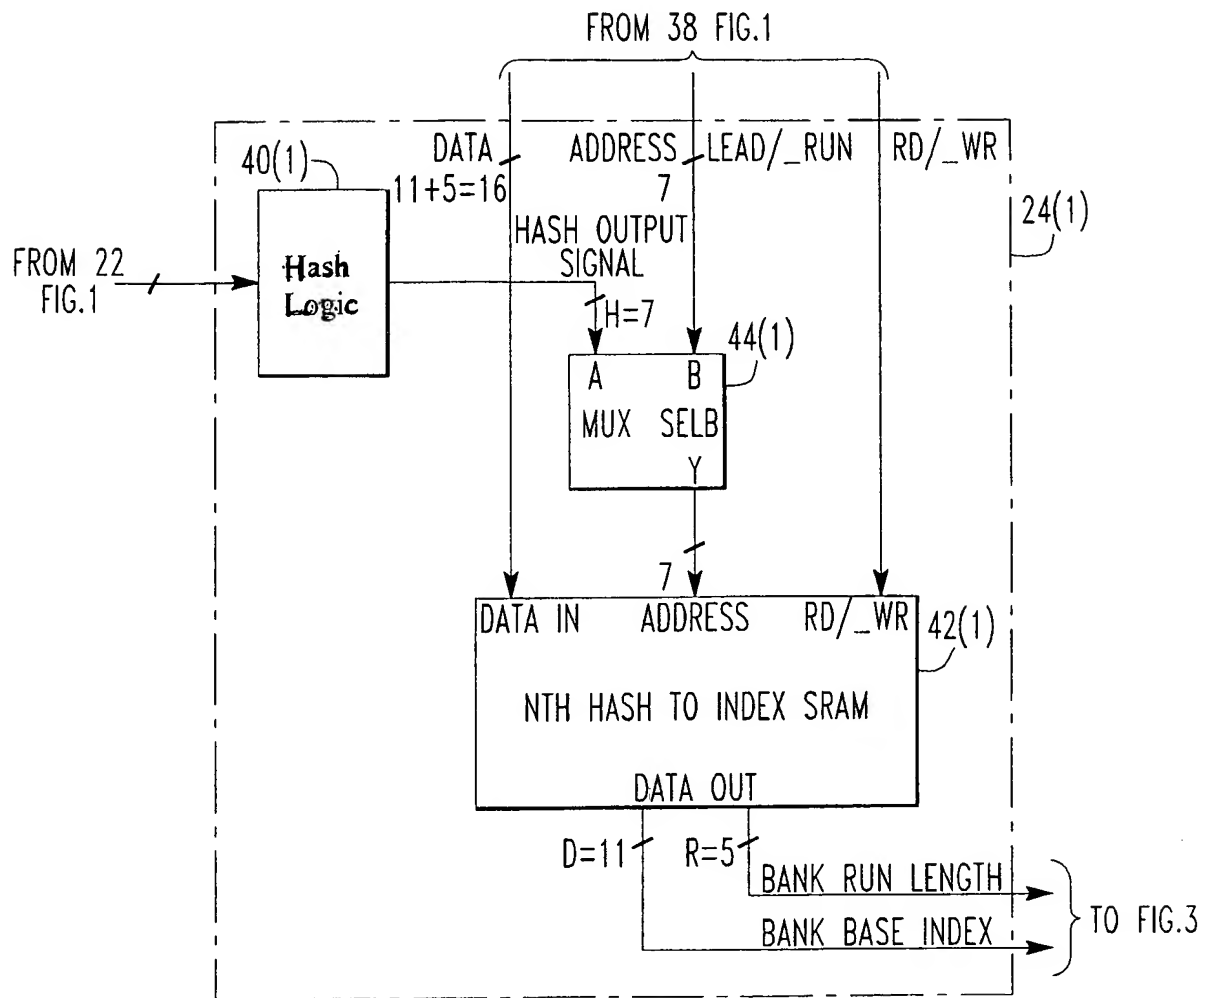 FROM 38 FIG.1
DATA
11+5=16
ADDRESS
7
LEAD/_RUN
RD/_WR
40(1)
24(1)
HASH OUTPUT
SIGNAL
FROM 22
FIG.1
Hash
Logic
H=7
44(1)
A B
MUX SELB
Y
7
DATA IN ADDRESS RD/_WR
42(1)
NTH HASH TO INDEX SRAM
DATA OUT
D=11
R=5
BANK RUN LENGTH
BANK BASE INDEX
TO FIG.3